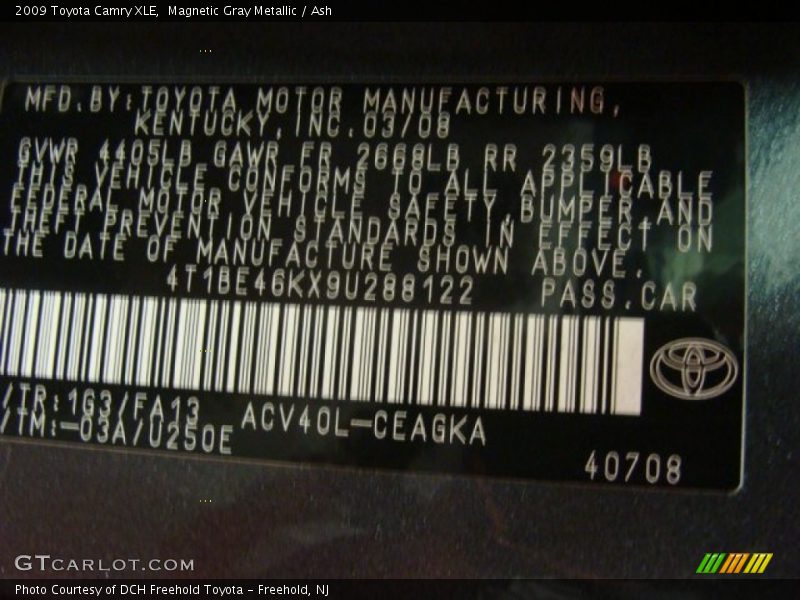 2009 Toyota Camry XLE,  Magnetic Gray Metallic / Ash
MFD.BY:TOYOTA MOTOR MANUFACTURING,
KENTUCKY,INC.03/08
GVWR 4405LB GAWR FR 2668LB RR 2359LB
THIS VEHICLE CONFORMS TO ALL APPLICABLE
FEDERAL MOTOR VEHICLE SAFETY,BUMPER,AND
THEFT PREVENTION STANDARDS IN EFFECT ON
THE DATE OF MANUFACTURE SHOWN ABOVE.
4T1BE46KX9U288122 PASS.CAR
/TR:1G3/FA13 ACV40L-CEAGKA
/TM:-03A/U250E
40708
GTCARLOT.COM
Photo Courtesy of DCH Freehold Toyota - Freehold, NJ